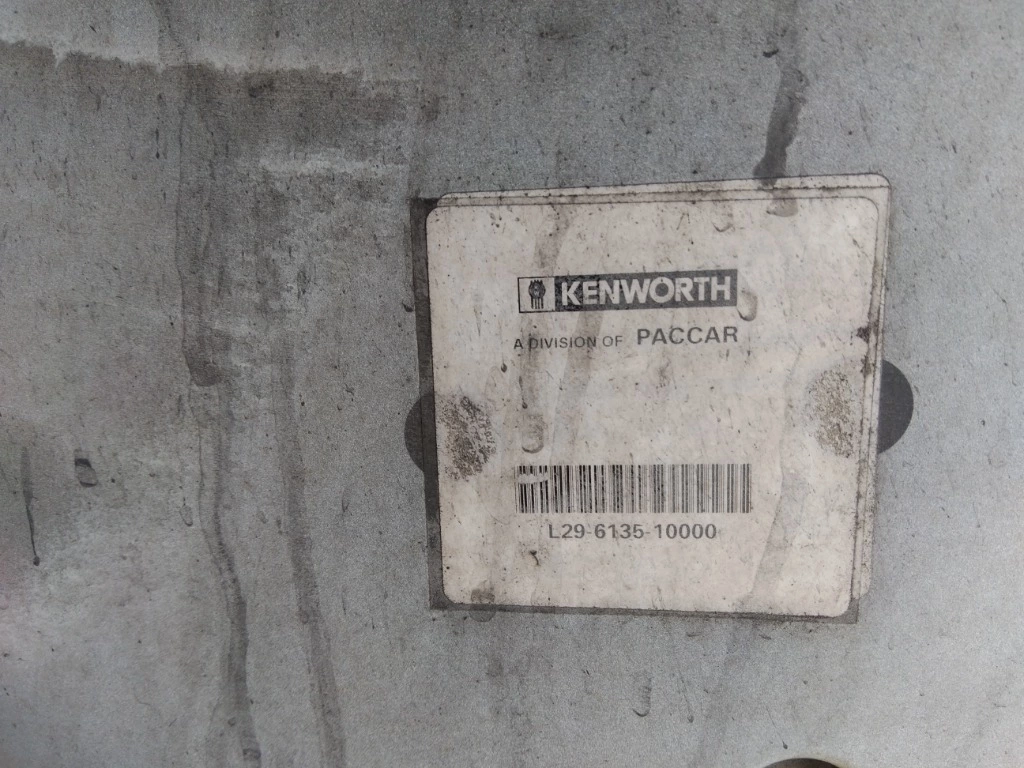 KENWORTH
A DIVISION OF PACCAR
L29-6135-10000